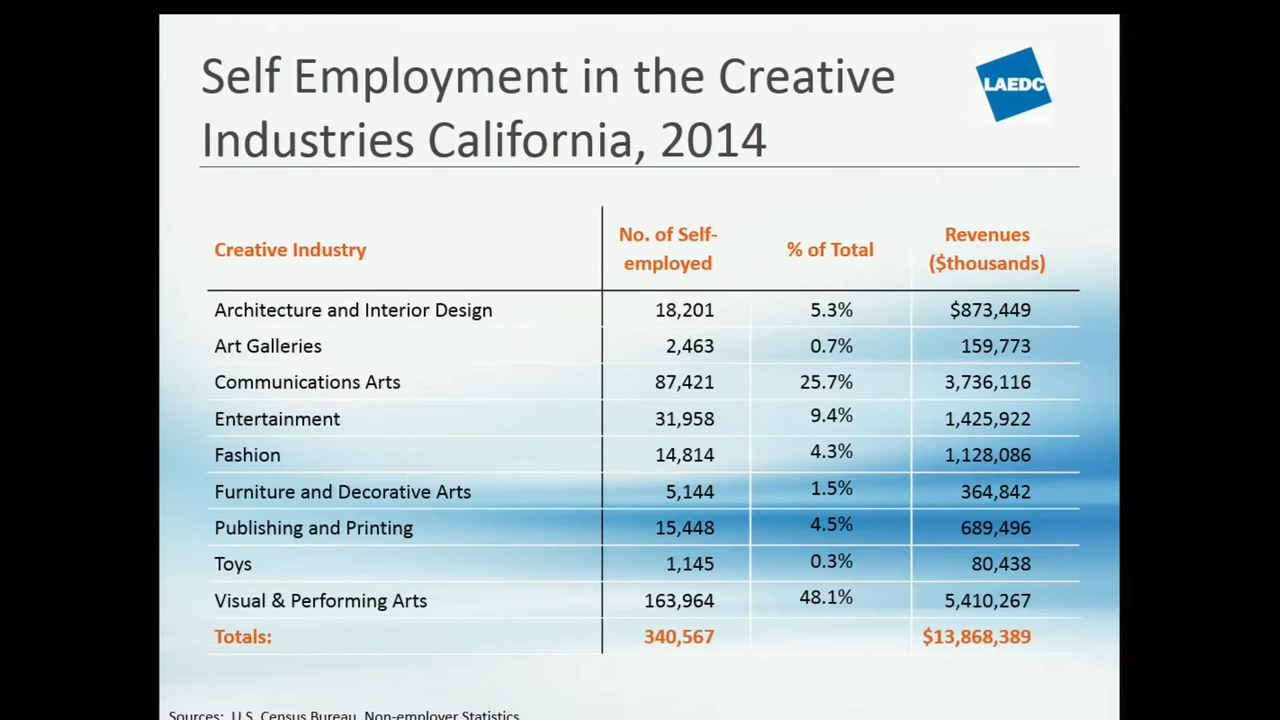 Self Employment in the Creative
Industries California, 2014
LAEDC
Creative Industry No. of Self-employed % of Total Revenues ($thousands)
Architecture and Interior Design 18,201 5.3% $873,449
Art Galleries 2,463 0.7% 159,773
Communications Arts 87,421 25.7% 3,736,116
Entertainment 31,958 9.4% 1,425,922
Fashion 14,814 4.3% 1,128,086
Furniture and Decorative Arts 5,144 1.5% 364,842
Publishing and Printing 15,448 4.5% 689,496
Toys 1,145 0.3% 80,438
Visual & Performing Arts 163,964 48.1% 5,410,267
Totals: 340,567 $13,868,389
Sources: U.S. Census Bureau, Non-employer Statistics